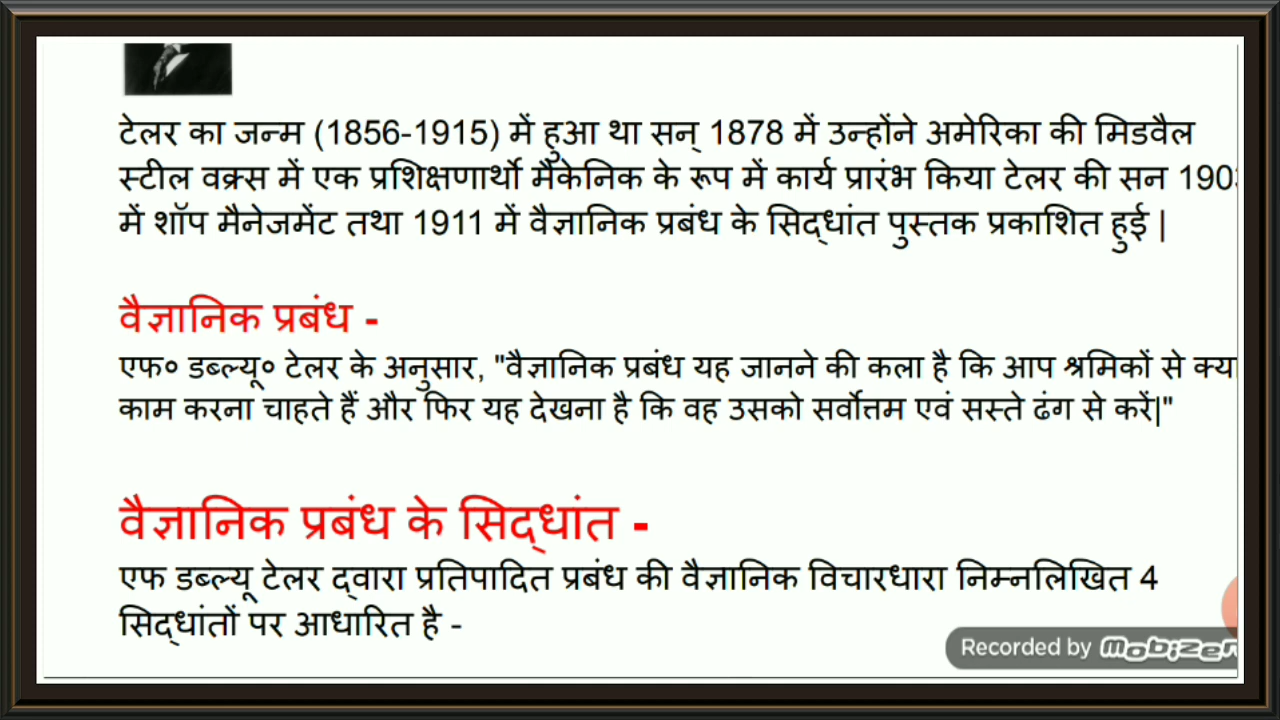 टेलर का जन्म (1856-1915) में हुआ था सन् 1878 में उन्होंने अमेरिका की मिडवैल
स्टील वक्र्स में एक प्रशिक्षणार्थो मैकेनिक के रूप में कार्य प्रारंभ किया टेलर की सन
में शॉप मैनेजमेंट तथा 1911 में वैज्ञानिक प्रबंध के सिद्धांत पुस्तक प्रकाशित हुई |
वैज्ञानिक प्रबंध -
एफ० डब्ल्यू० टेलर के अनुसार, "वैज्ञानिक प्रबंध यह जानने की कला है कि आप श्रमिकों से क्या
काम करना चाहते हैं और फिर यह देखना है कि वह उसको सर्वोत्तम एवं सस्ते ढंग से करें|"
वैज्ञानिक प्रबंध के सिद्धांत -
एफ डब्ल्यू टेलर द्वारा प्रतिपादित प्रबंध की वैज्ञानिक विचारधारा निम्नलिखित 4
सिद्धांतों पर आधारित है -
Recorded by Mobizen